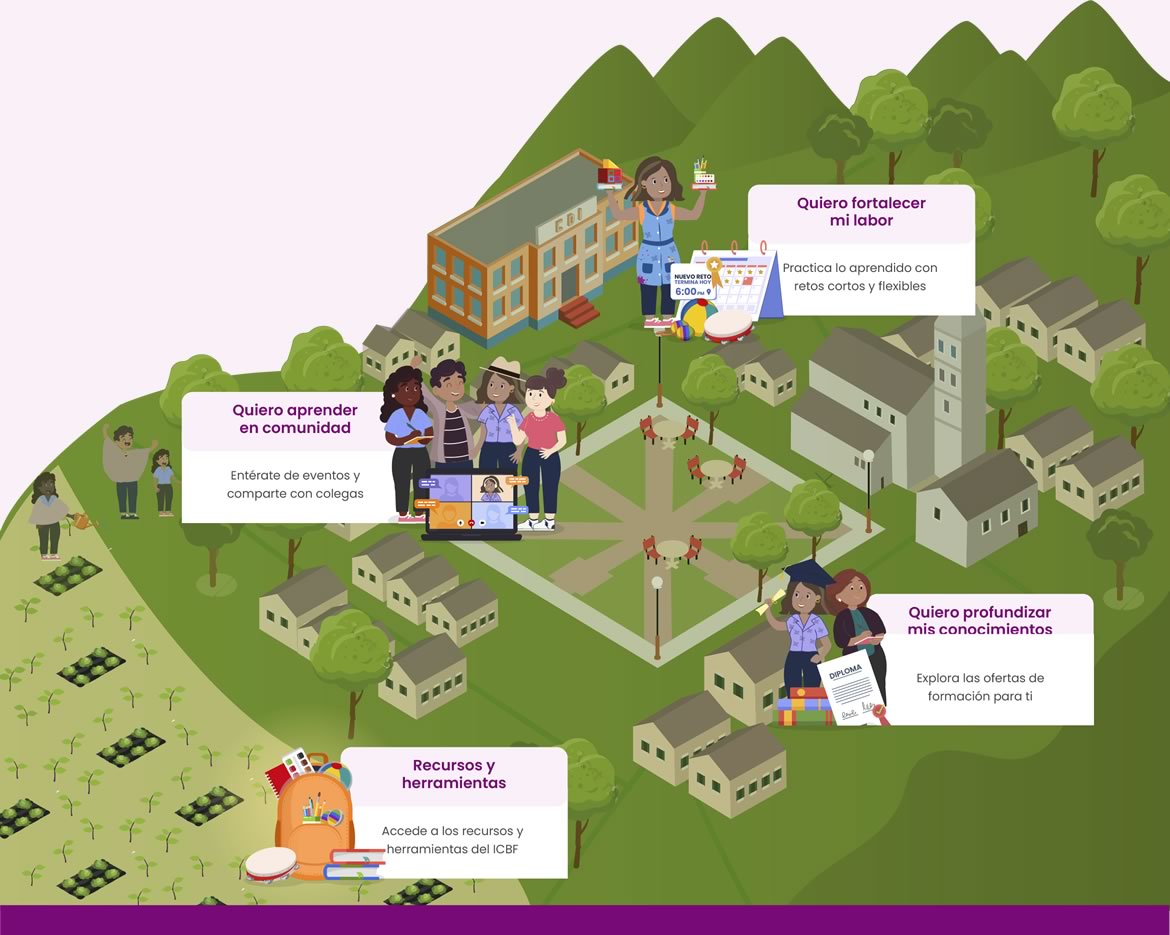 CDI
Quiero fortalecer
mi labor
Practica lo aprendido con
retos cortos y flexibles
NUEVO RETO
TERMINA HOY
6:00 PM
Quiero aprender
en comunidad
Entérate de eventos y
comparte con colegas
Quiero profundizar
mis conocimientos
Explora las ofertas de
formación para ti
DIPLOMA
Recursos y
herramientas
Accede a los recursos y
herramientas del ICBF